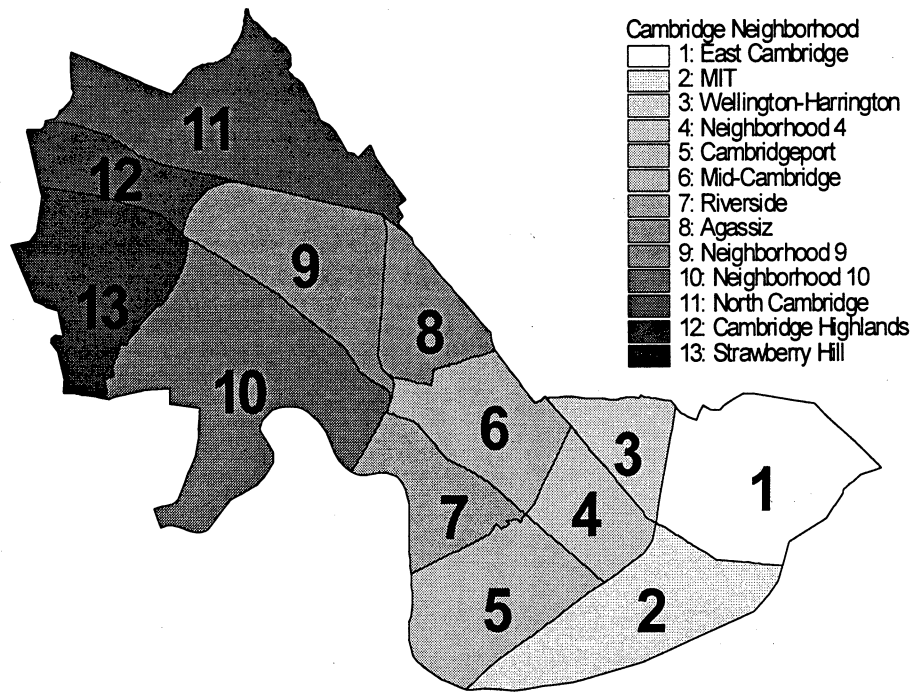 Cambridge Neighborhood
1: East Cambridge
2: MIT
3: Wellington-Harrington
4: Neighborhood 4
5: Cambridgeport
6: Mid-Cambridge
7: Riverside
8: Agassiz
9: Neighborhood 9
10: Neighborhood 10
11: North Cambridge
12: Cambridge Highlands
13: Strawberry Hill
11
12
9
13
8
10
6
3
1
7
4
5
2